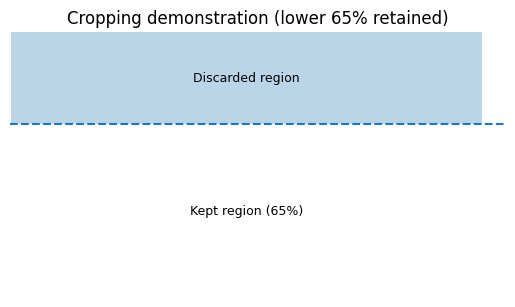 Cropping demonstration (lower 65% retained)
Discarded region
Kept region (65%)